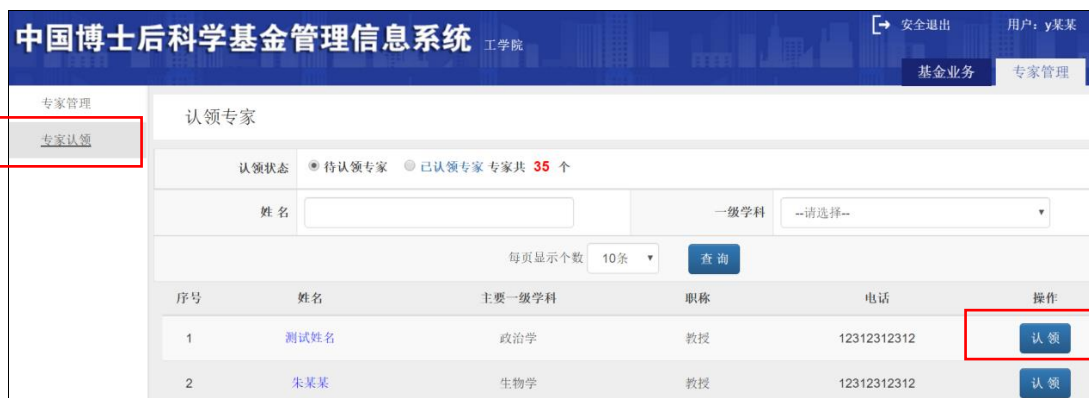 中国博士后科学基金管理信息系统 工学院
安全退出 用户：y某某
基金业务 专家管理
专家管理
专家认领
认领专家
认领状态 待认领专家 已认领专家 专家共 35 个
姓名 一级学科 --请选择--
每页显示个数 10条 查询
序号 姓名 主要一级学科 职称 电话 操作
1 测试姓名 政治学 教授 12312312312 认领
2 朱某某 生物学 教授 12312312312 认领